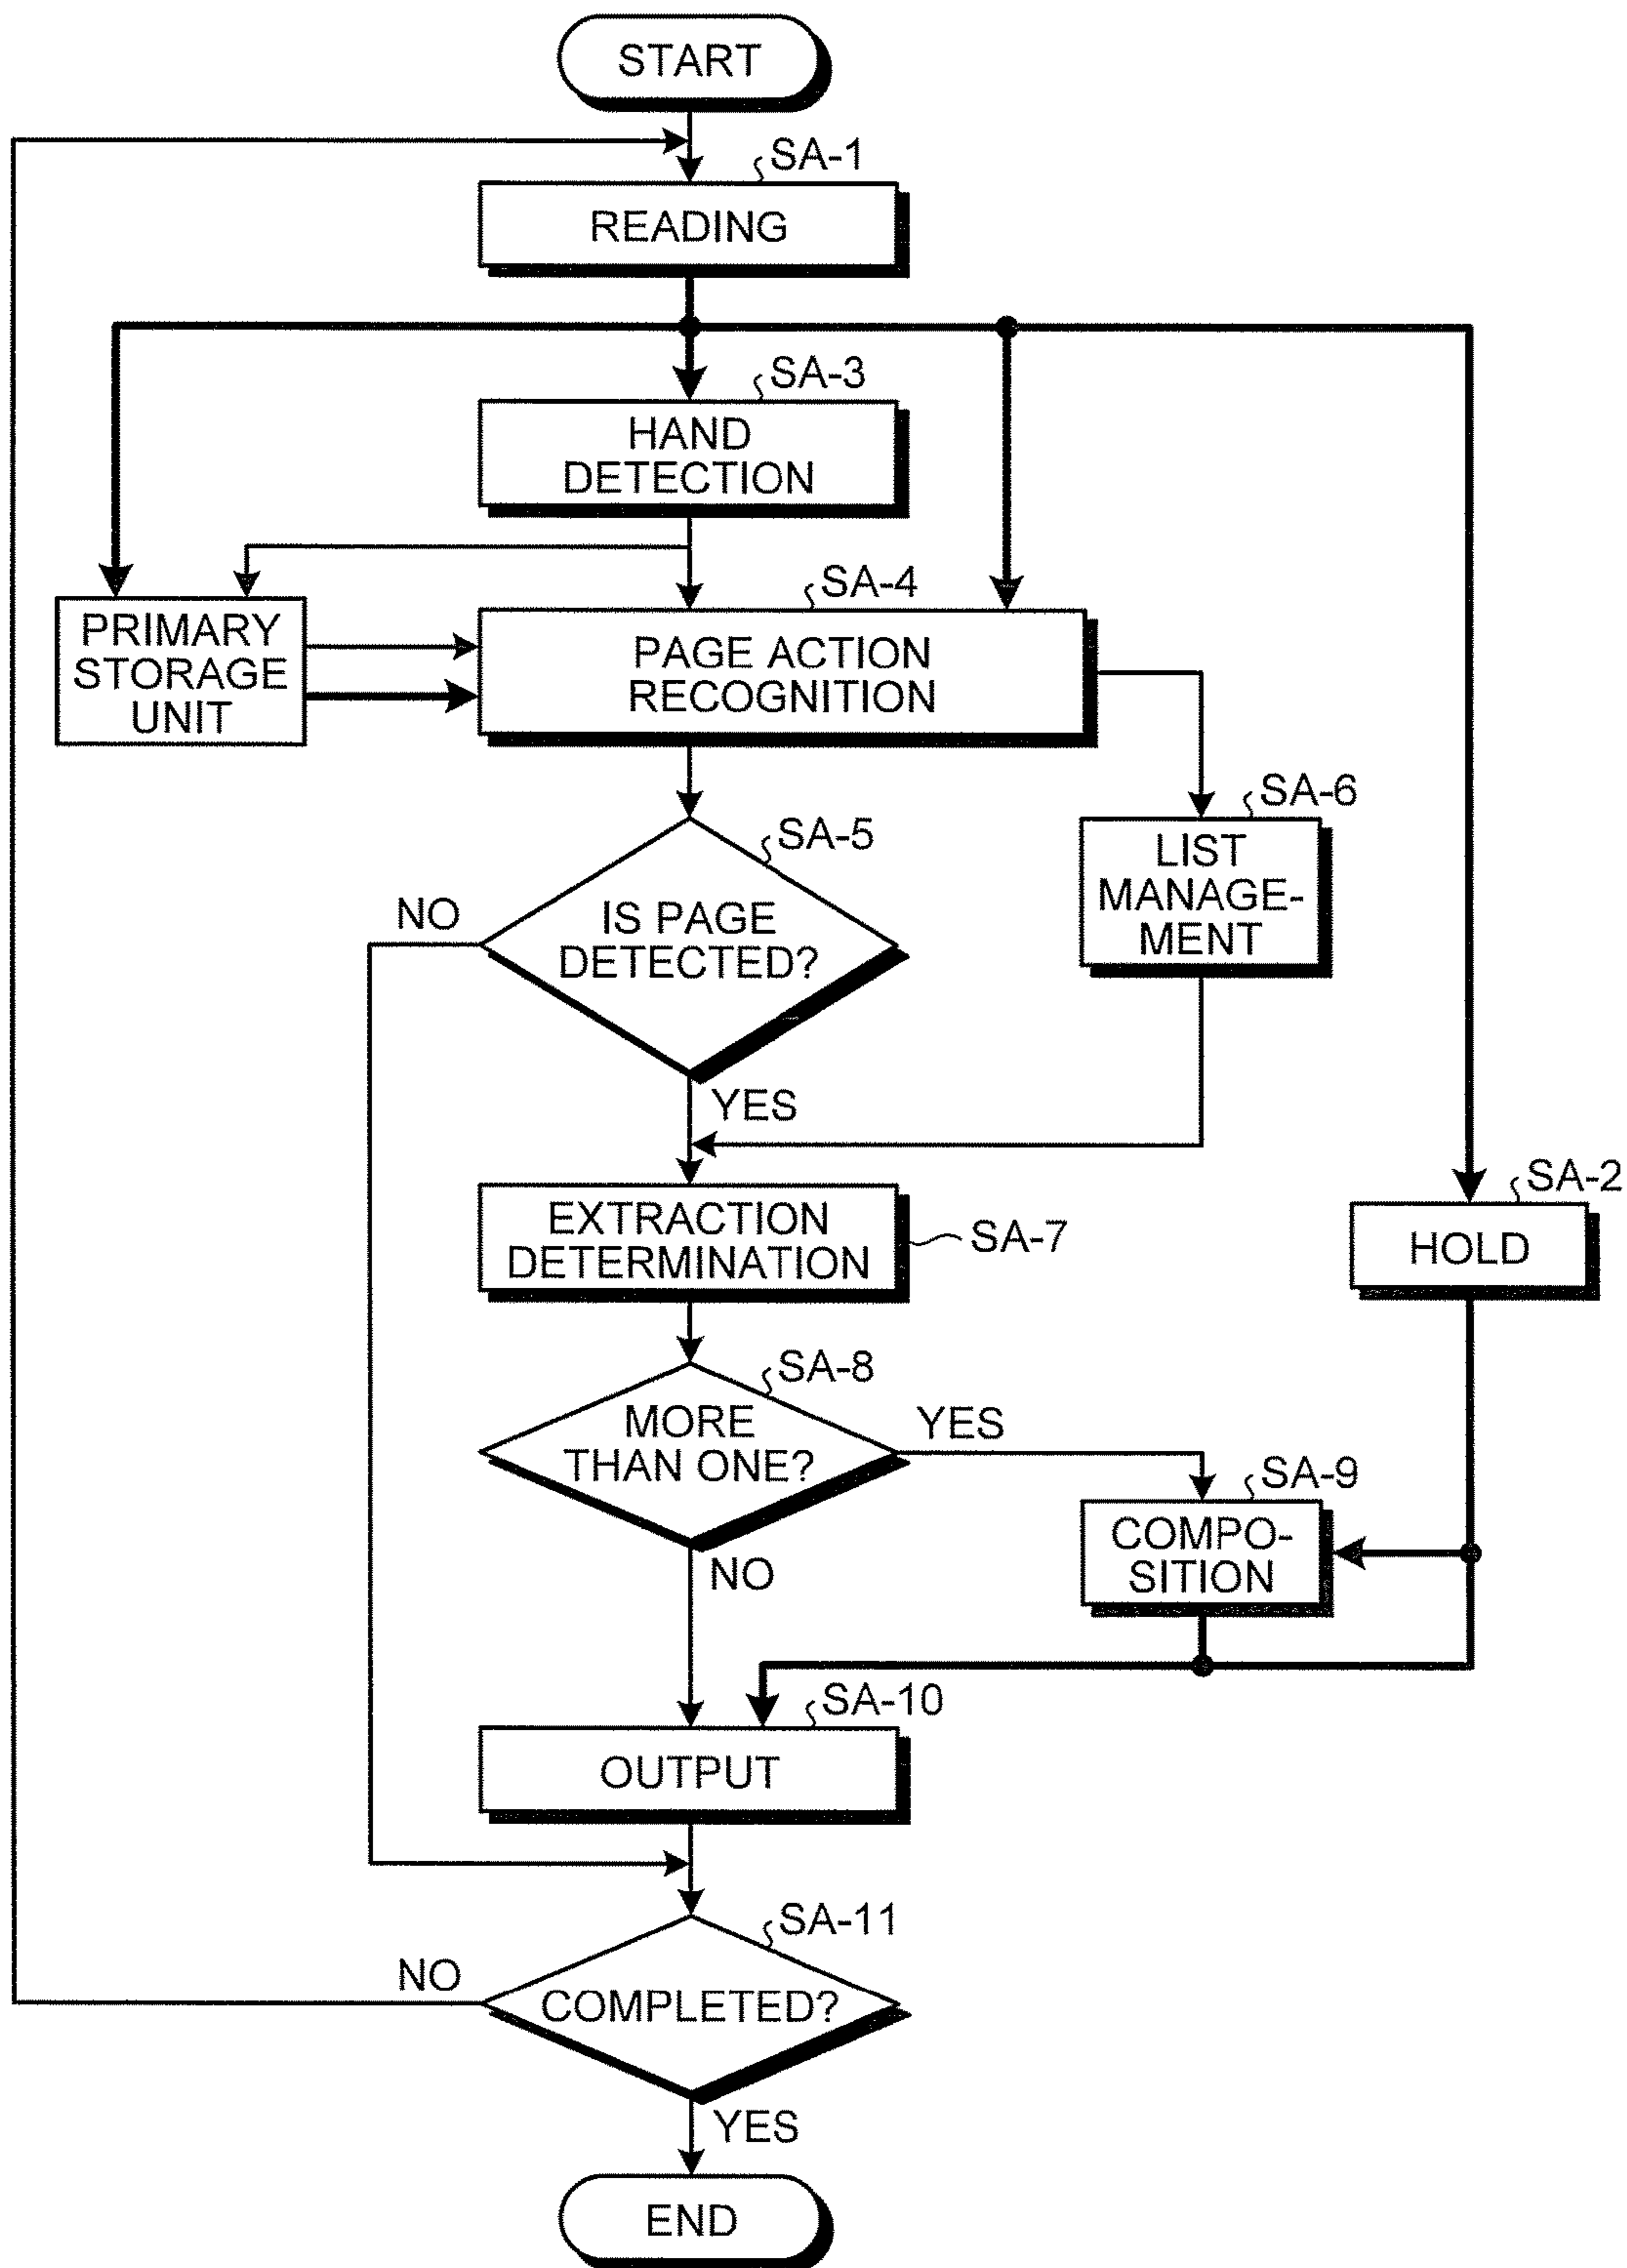 START
SA-1
READING
SA-3
HAND
DETECTION
SA-4
PRIMARY
STORAGE
UNIT
PAGE ACTION
RECOGNITION
SA-6
LIST
MANAGE-
MENT
SA-5
NO
IS PAGE
DETECTED?
YES
SA-2
HOLD
EXTRACTION
DETERMINATION
SA-7
SA-8
MORE
THAN ONE?
YES
SA-9
COMPO-
SITION
NO
SA-10
OUTPUT
SA-11
NO
COMPLETED?
YES
END